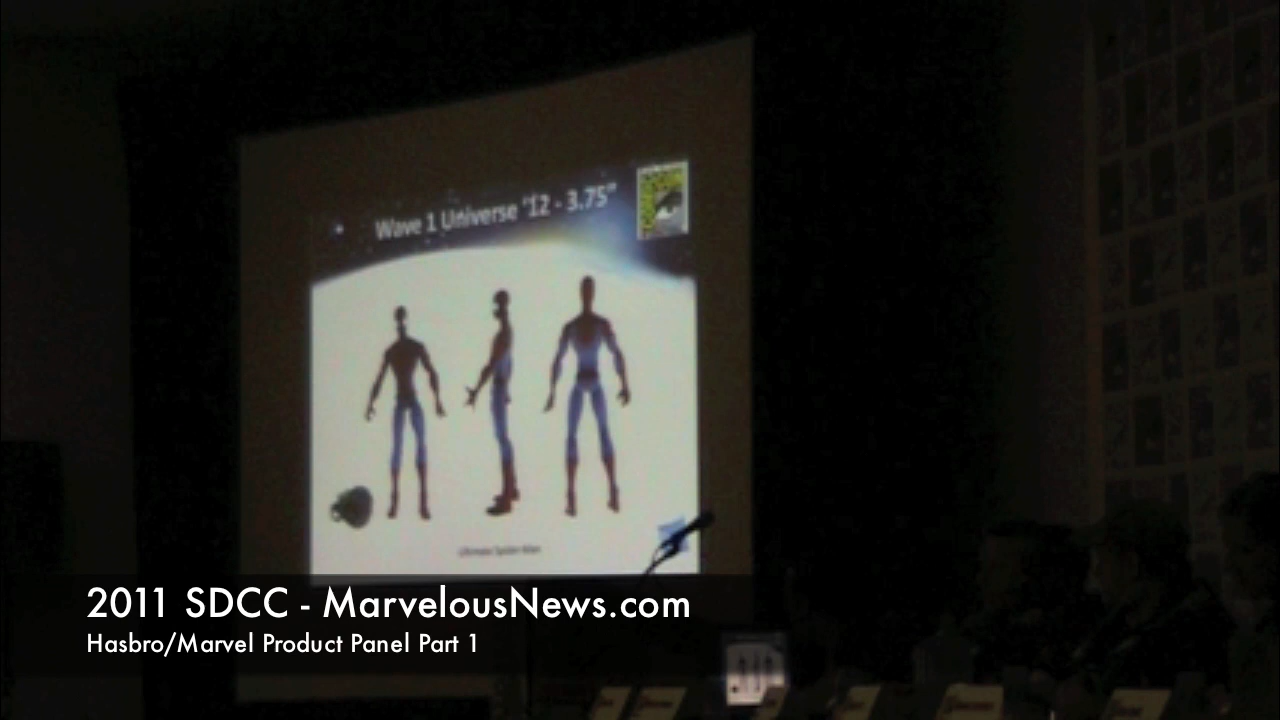 Wave 1 Universe '12 - 3.75"
Ultimate Spider-Man
2011 SDCC - MarvelousNews.com
Hasbro/Marvel Product Panel Part 1